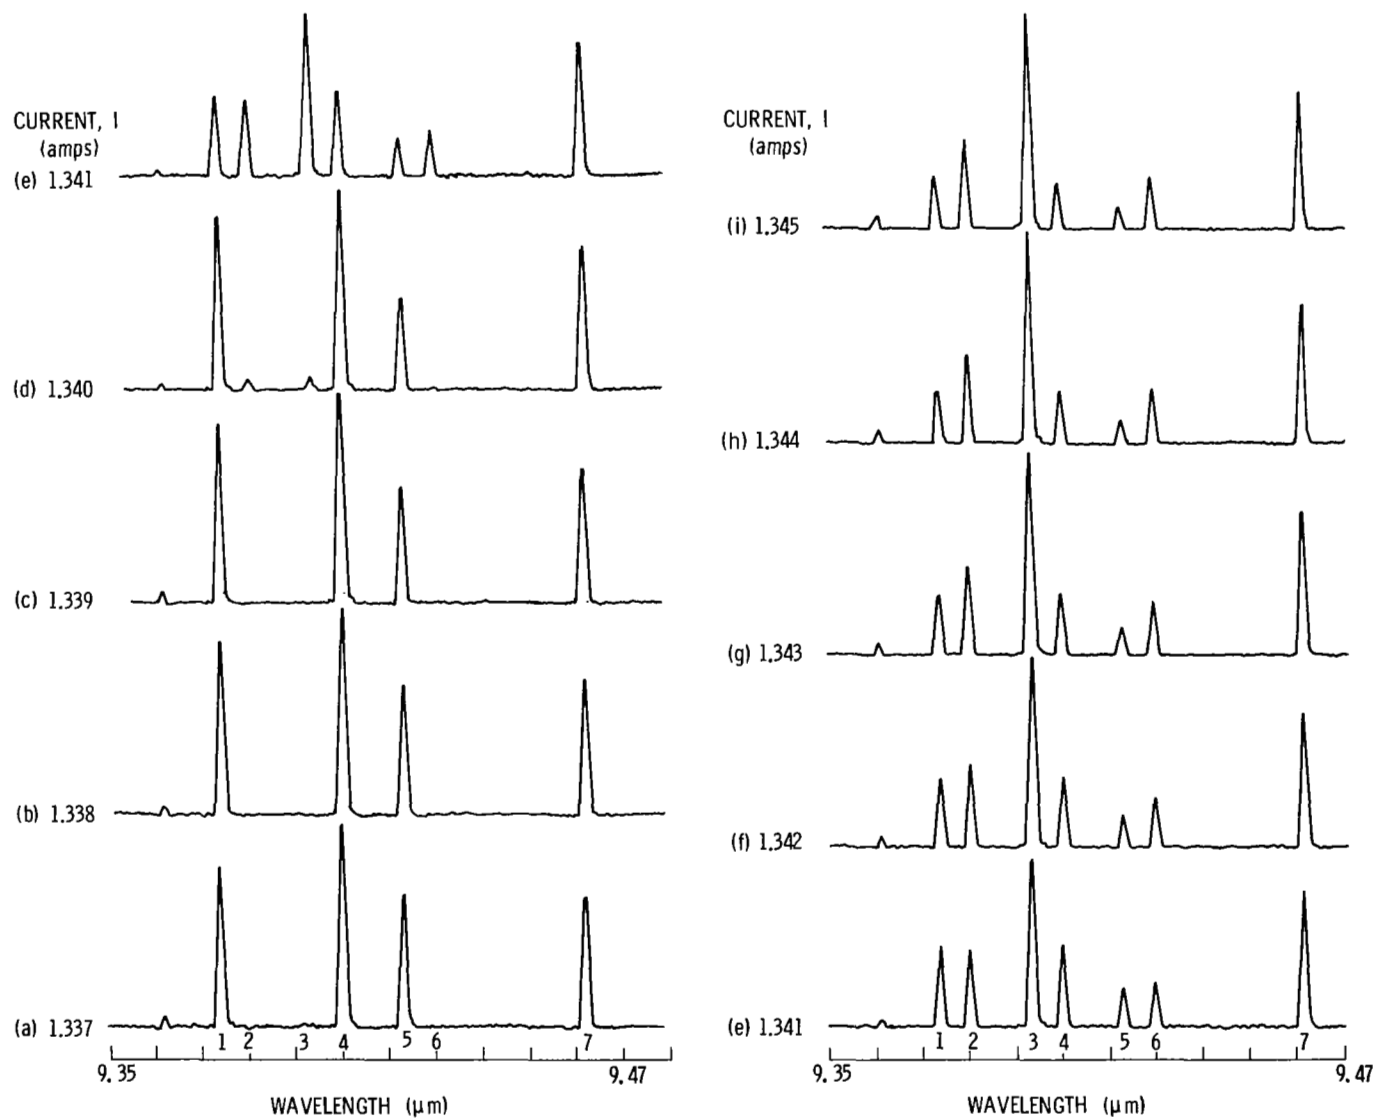 CURRENT, I
(amps)
(e) 1.341
(d) 1.340
(c) 1.339
(b) 1.338
(a) 1.337
1 2 3 4 5 6 7
9.35 9.47
WAVELENGTH (μm)
CURRENT, I
(amps)
(i) 1.345
(h) 1.344
(g) 1.343
(f) 1.342
(e) 1.341
1 2 3 4 5 6 7
9.35 9.47
WAVELENGTH (μm)